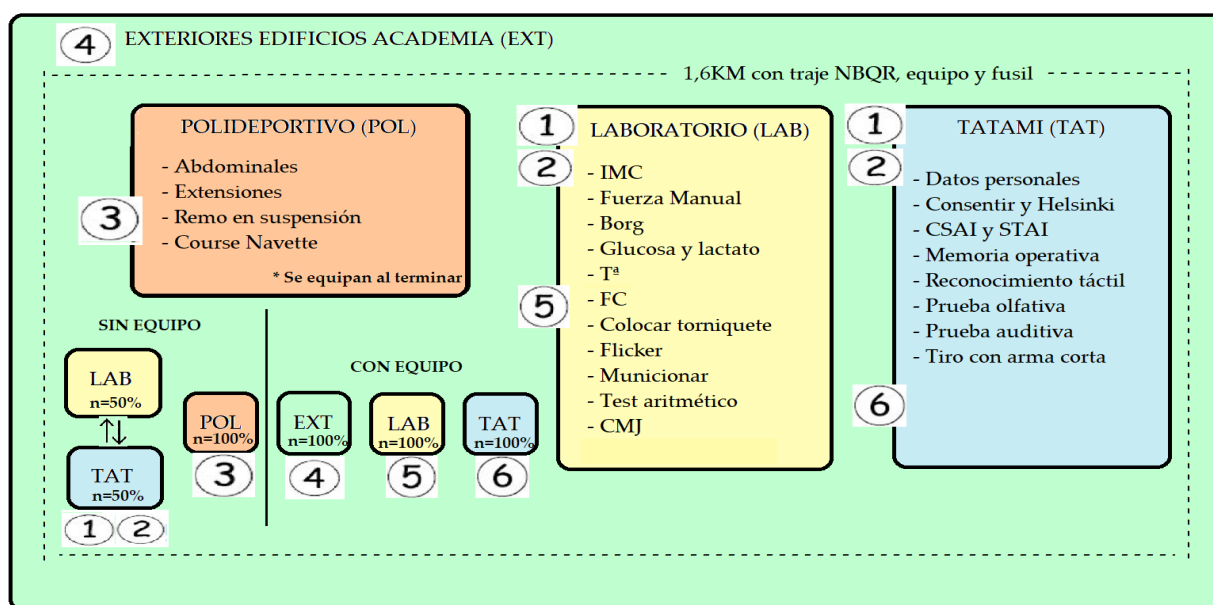 4 EXTERIORES EDIFICIOS ACADEMIA (EXT)
1,6KM con traje NBQR, equipo y fusil
POLIDEPORTIVO (POL)
- Abdominales
- Extensiones
- Remo en suspensión
- Course Navette
3
* Se equipan al terminar
1
LABORATORIO (LAB)
2
- IMC
- Fuerza Manual
- Borg
- Glucosa y lactato
- Tª
- FC
5
- Colocar torniquete
- Flicker
- Municionar
- Test aritmético
- CMJ
1
TATAMI (TAT)
2
- Datos personales
- Consentir y Helsinki
- CSAI y STAI
- Memoria operativa
- Reconocimiento táctil
- Prueba olfativa
- Prueba auditiva
- Tiro con arma corta
6
SIN EQUIPO
LAB
n=50%
TAT
n=50%
1 2
POL
n=100%
3
CON EQUIPO
EXT
n=100%
4
LAB
n=100%
5
TAT
n=100%
6